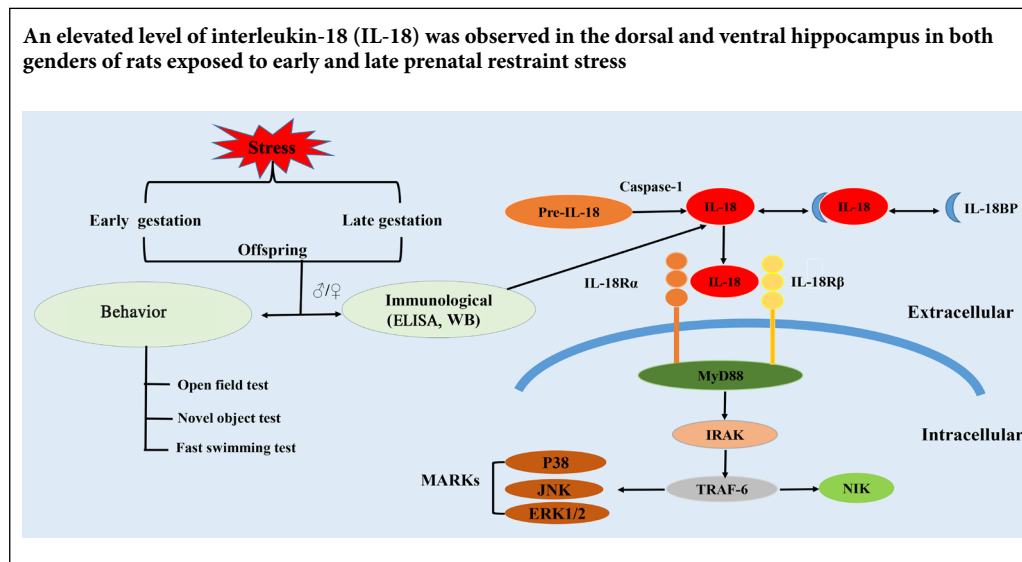 An elevated level of interleukin-18 (IL-18) was observed in the dorsal and ventral hippocampus in both
genders of rats exposed to early and late prenatal restraint stress
Stress
Early gestation
Late gestation
Offspring
♂/♀
Behavior
Immunological
(ELISA, WB)
Open field test
Novel object test
Fast swimming test
Pre-IL-18
Caspase-1
IL-18
IL-18
IL-18BP
IL-18Rα
IL-18
IL-18Rβ
Extracellular
MyD88
Intracellular
IRAK
TRAF-6
NIK
MARKs
P38
JNK
ERK1/2